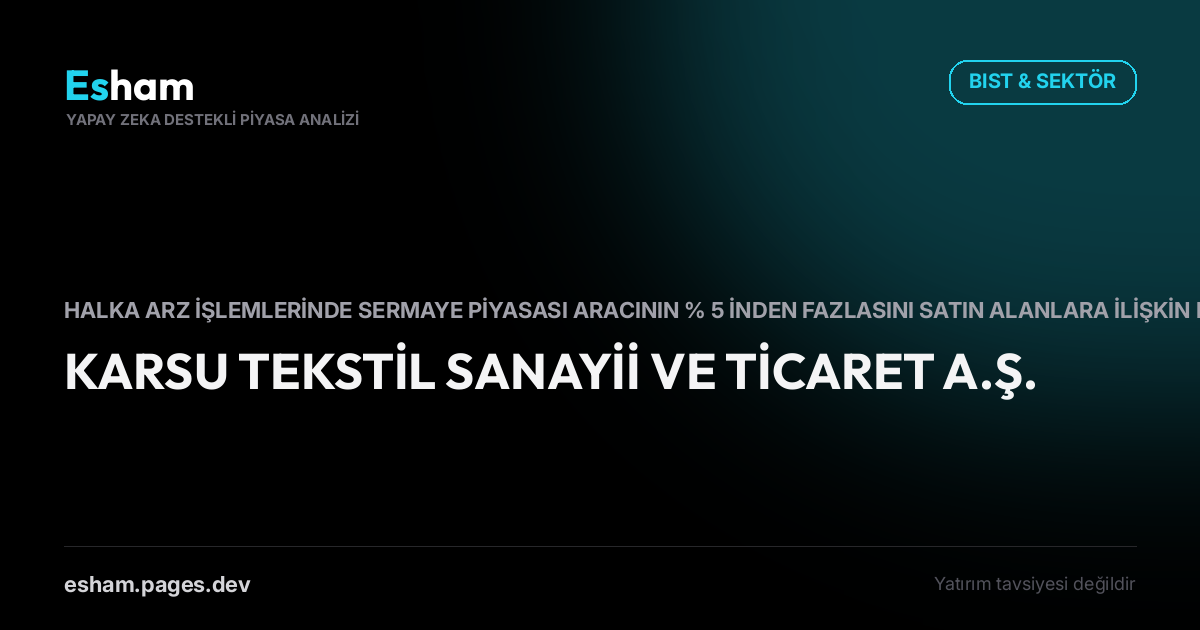 Esham
YAPAY ZEKA DESTEKLİ PİYASA ANALİZİ
BIST & SEKTÖR
HALKA ARZ İŞLEMLERİNDE SERMAYE PİYASASI ARACININ % 5 İNDEN FAZLASINI SATIN ALANLARA İLİŞKİN
KARSU TEKSTİL SANAYİİ VE TİCARET A.Ş.
esham.pages.dev
Yatırım tavsiyesi değildir